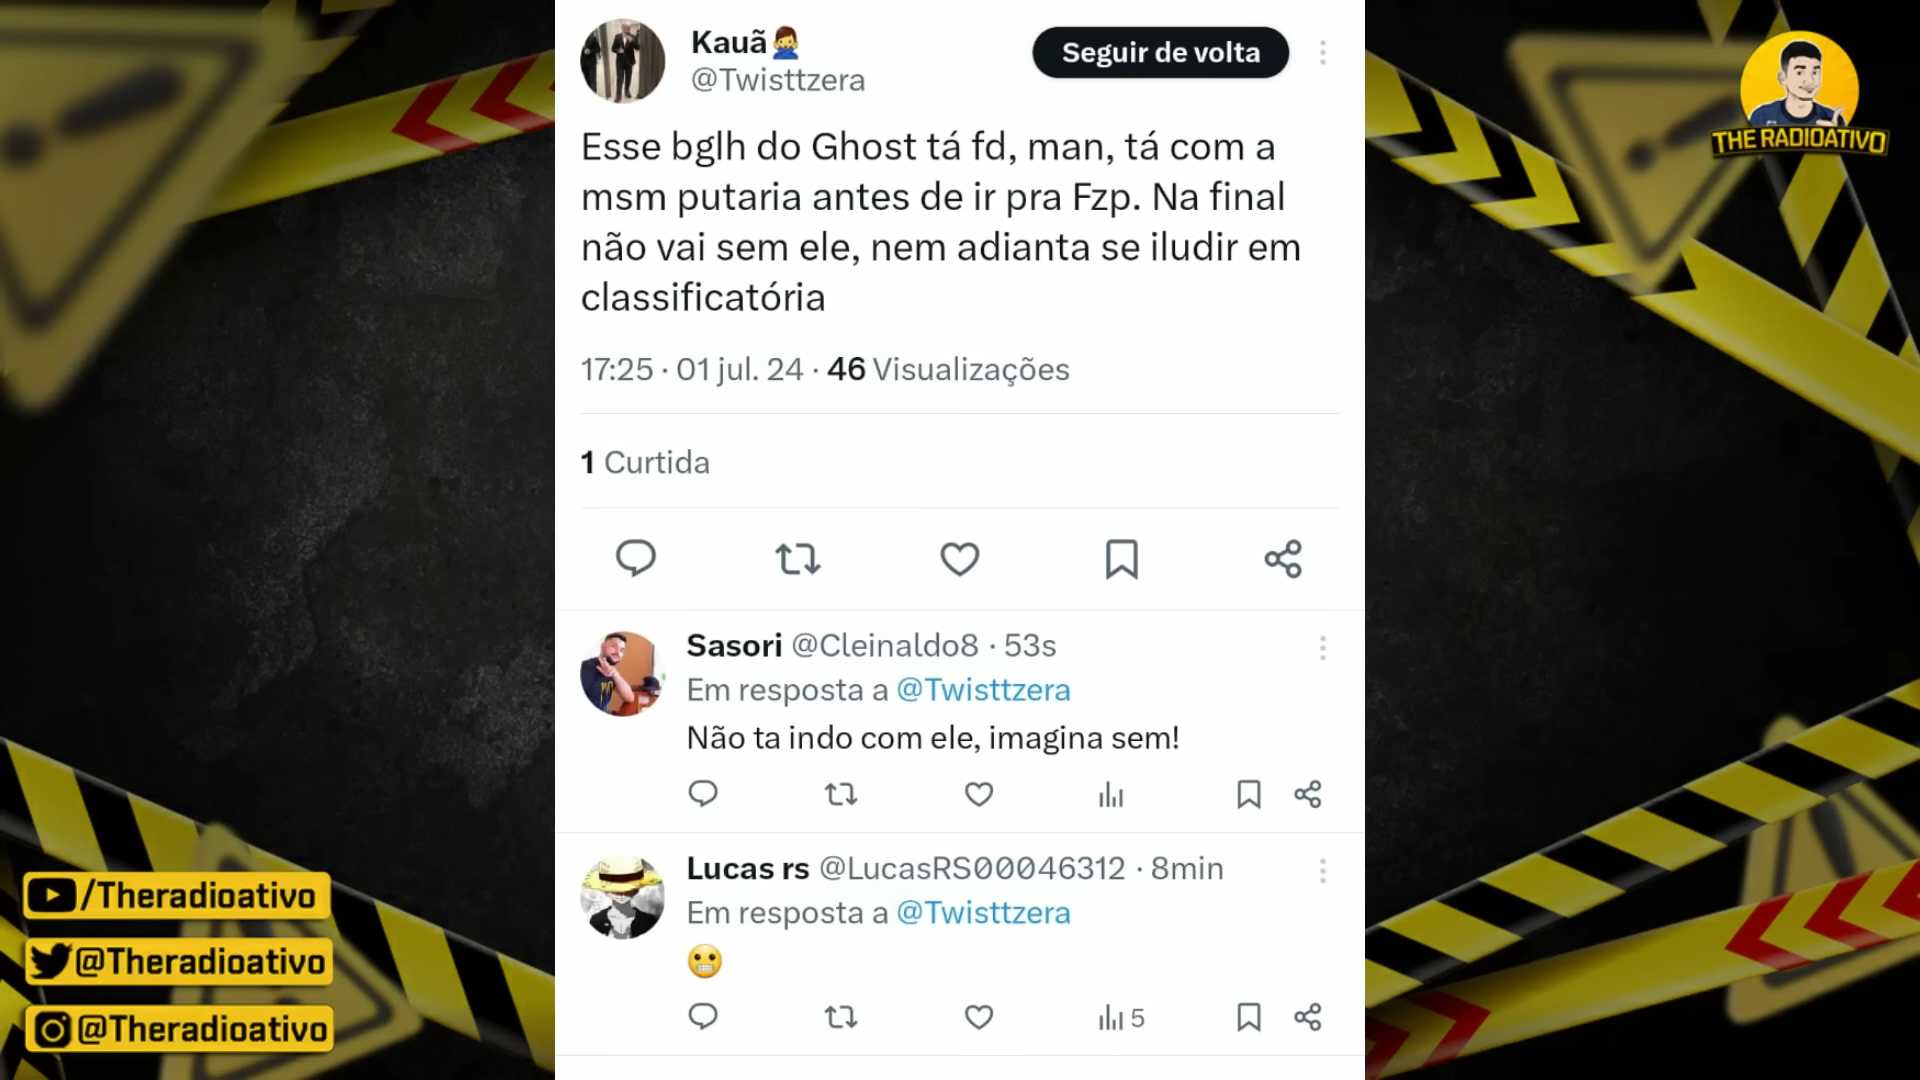 Kauã🙍‍♂️
@Twisttzera
Seguir de volta
Esse bglh do Ghost tá fd, man, tá com a
msm putaria antes de ir pra Fzp. Na final
não vai sem ele, nem adianta se iludir em
classificatória
17:25 · 01 jul. 24 · 46 Visualizações
1 Curtida
Sasori @Cleinaldo8 · 53s
Em resposta a @Twisttzera
Não ta indo com ele, imagina sem!
Lucas rs @LucasRS00046312 · 8min
Em resposta a @Twisttzera
😬
5
THE RADIOATIVO
/Theradioativo
@Theradioativo
@Theradioativo